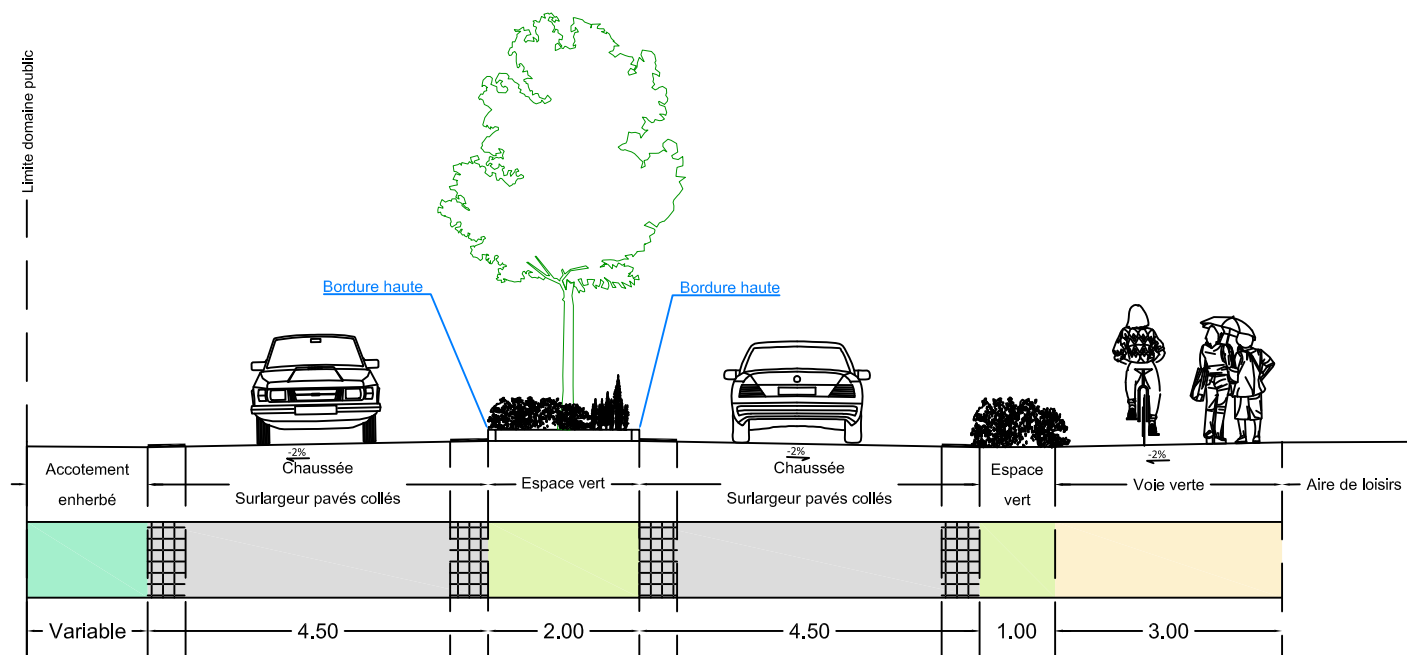 Limite domaine public
Bordure haute
Bordure haute
-2%
-2%
-2%
Accotement
enherbé
Chaussée
Surlargeur pavés collés
Espace vert
Chaussée
Surlargeur pavés collés
Espace
vert
Voie verte
Aire de loisirs
Variable
4.50
2.00
4.50
1.00
3.00